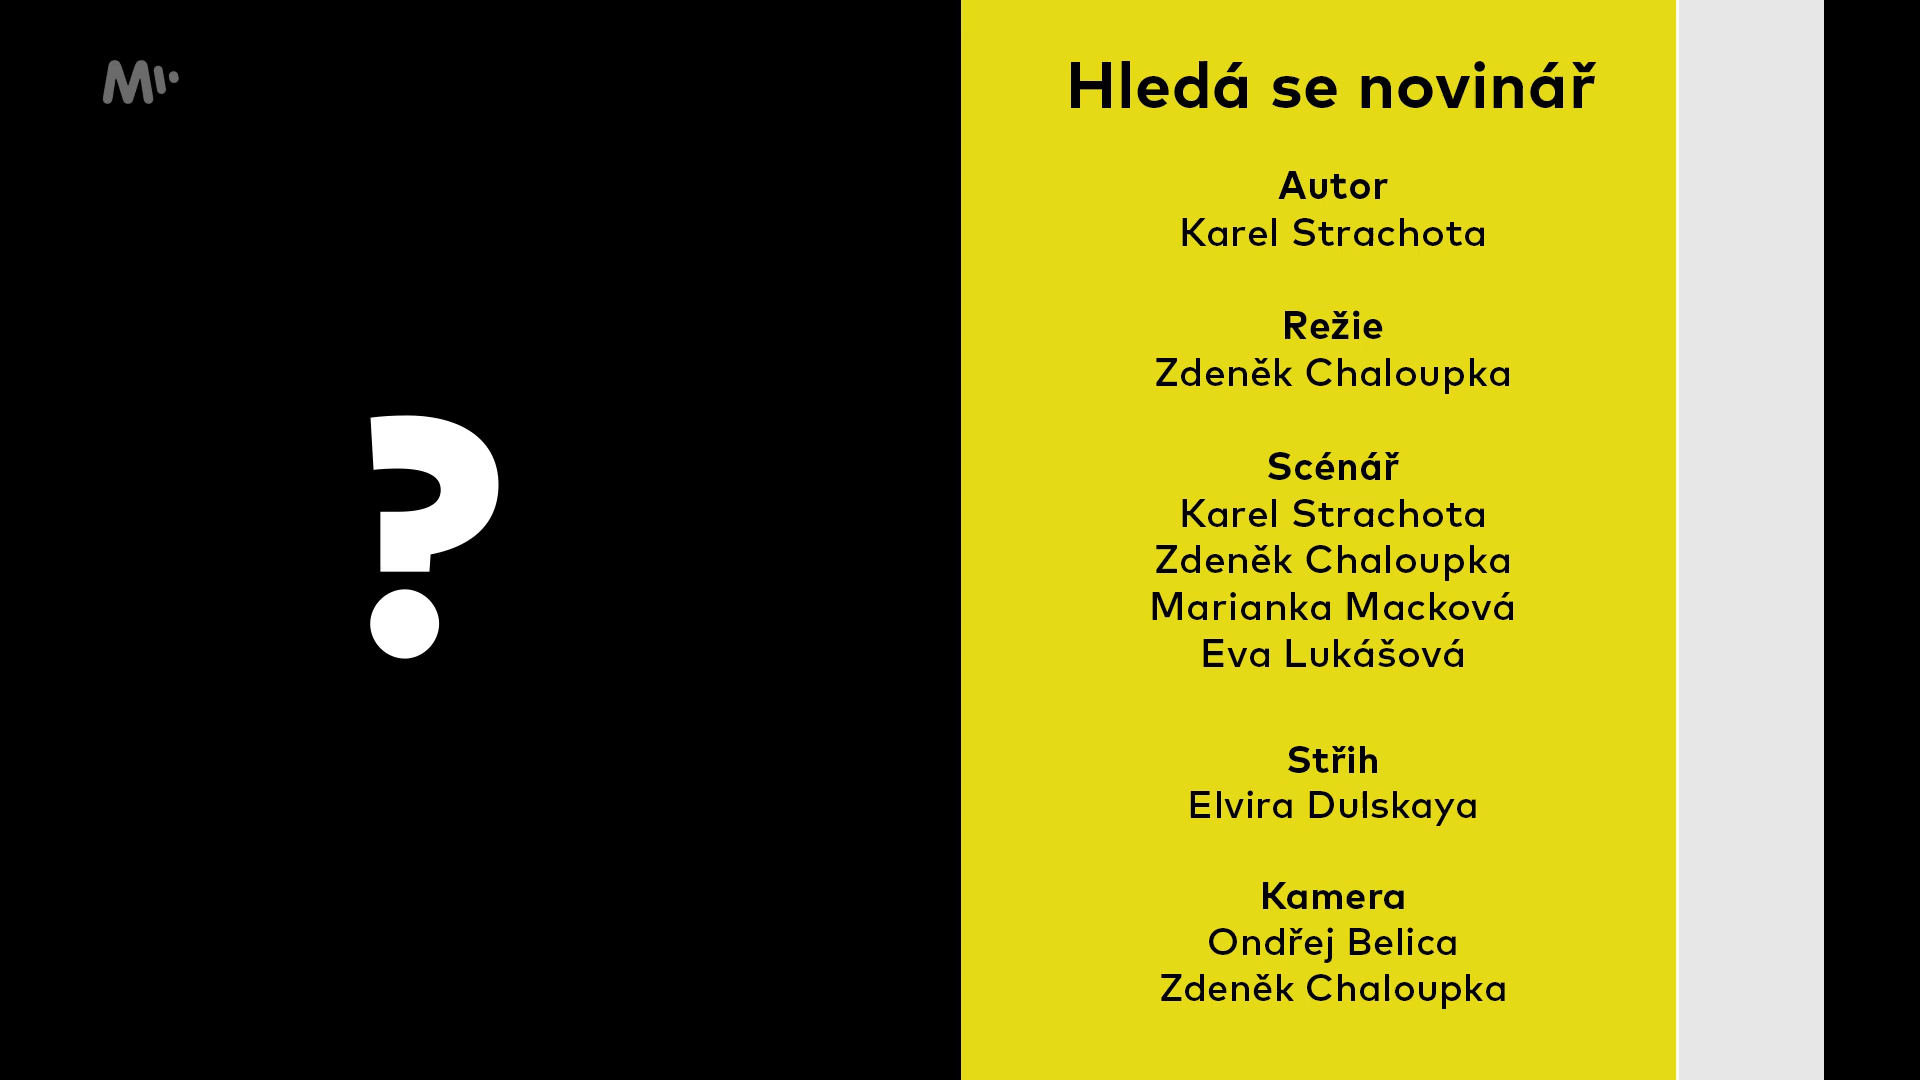 M
?
Hledá se novinář
Autor
Karel Strachota
Režie
Zdeněk Chaloupka
Scénář
Karel Strachota
Zdeněk Chaloupka
Marianka Macková
Eva Lukášová
Střih
Elvira Dulskaya
Kamera
Ondřej Belica
Zdeněk Chaloupka